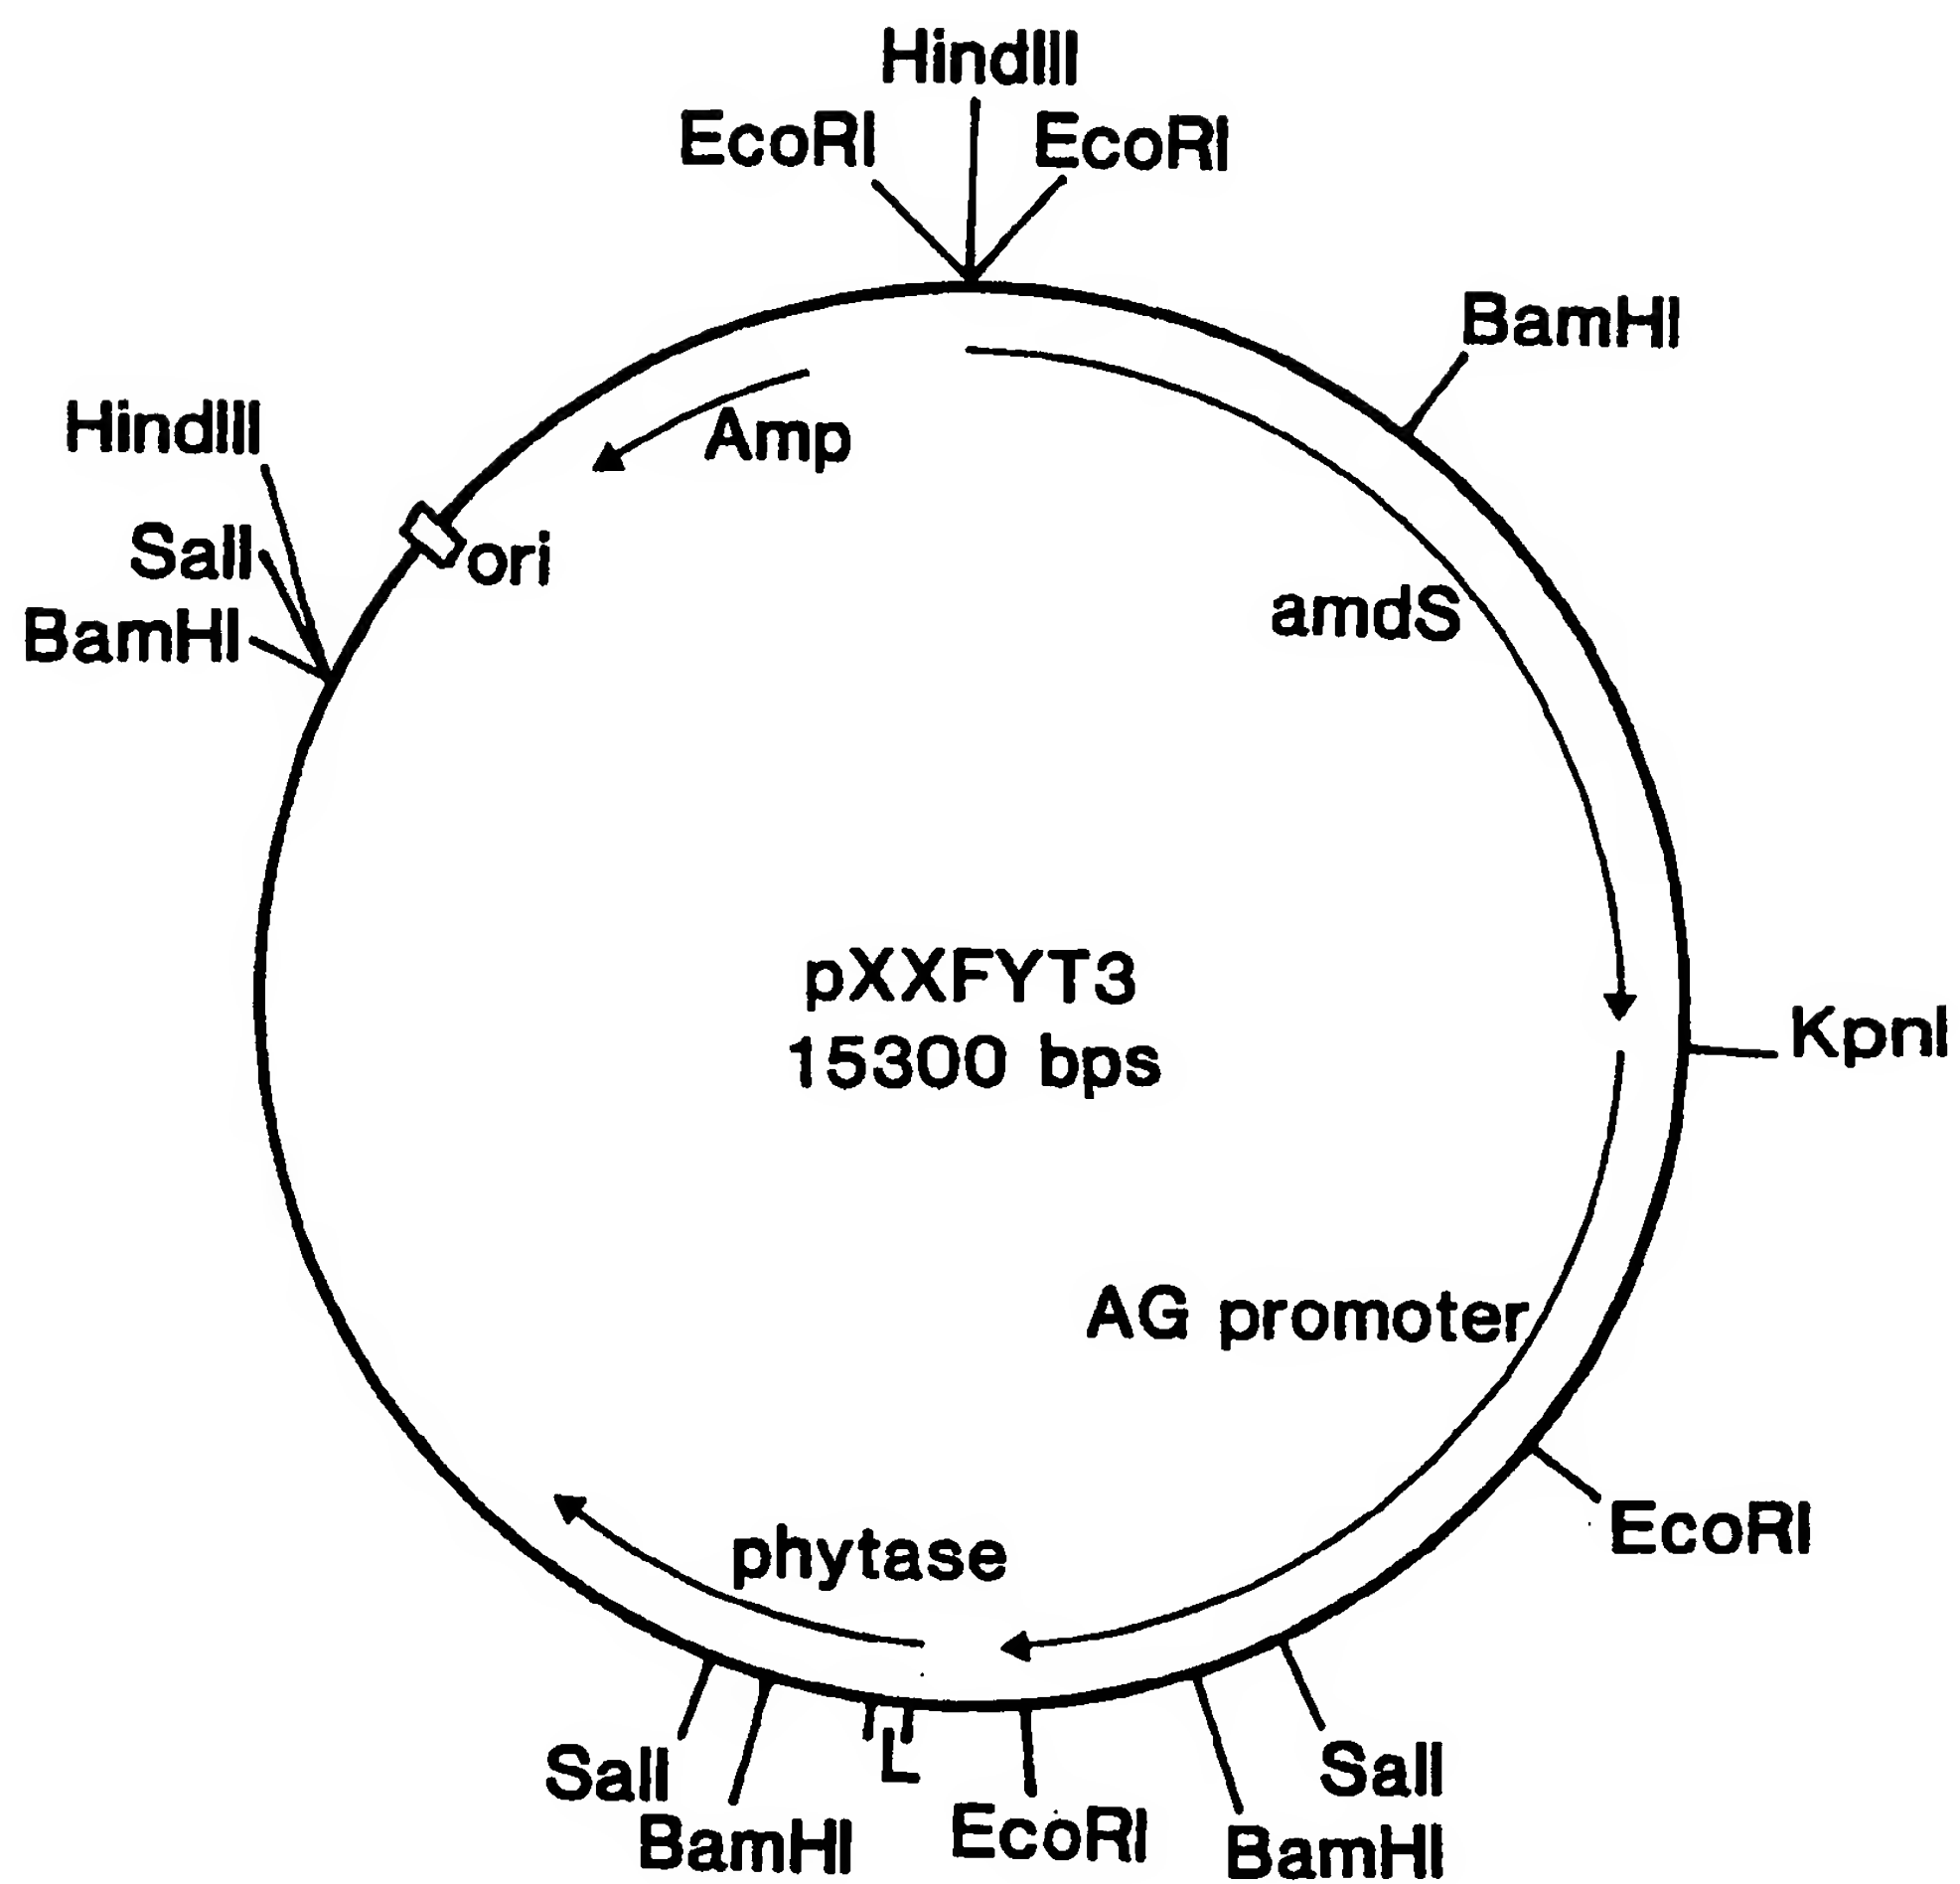 HindIII
EcoRI
EcoRI
BamHI
HindIII
Amp
SalI
ori
BamHI
amdS
pXXFYT3
15300 bps
KpnI
AG promoter
EcoRI
phytase
SalI
L
SalI
BamHI
EcoRI
BamHI